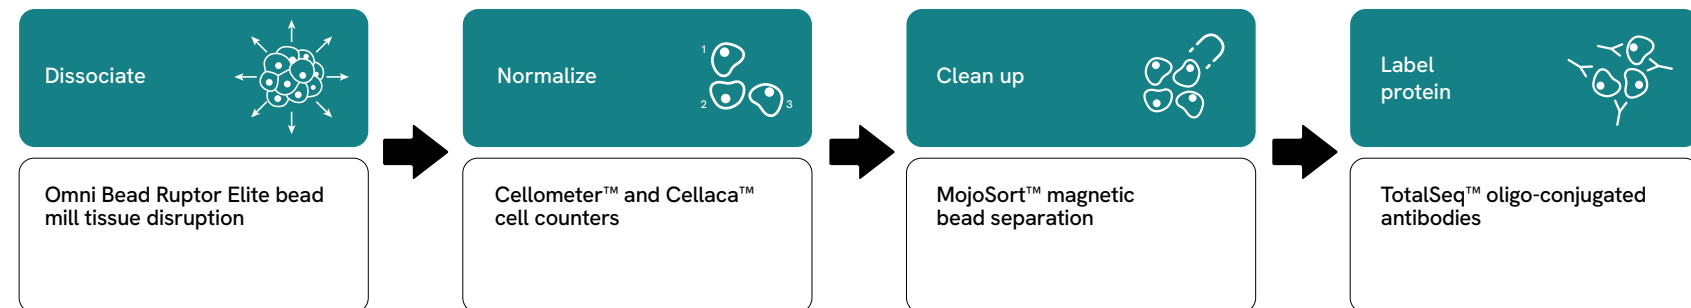 Dissociate
1
2
3
Normalize
Clean up
Label
protein
Omni Bead Ruptor Elite bead
mill tissue disruption
Cellometer™ and Cellaca™
cell counters
MojoSort™ magnetic
bead separation
TotalSeq™ oligo-conjugated
antibodies